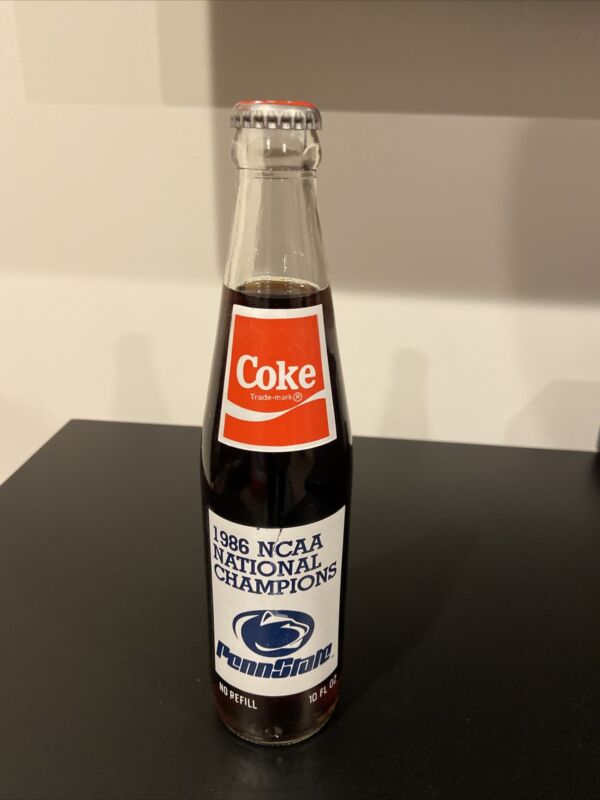 Coke
Trade-mark®
1986 NCAA
NATIONAL
CHAMPIONS
PennState
NO REFILL
10 FL OZ